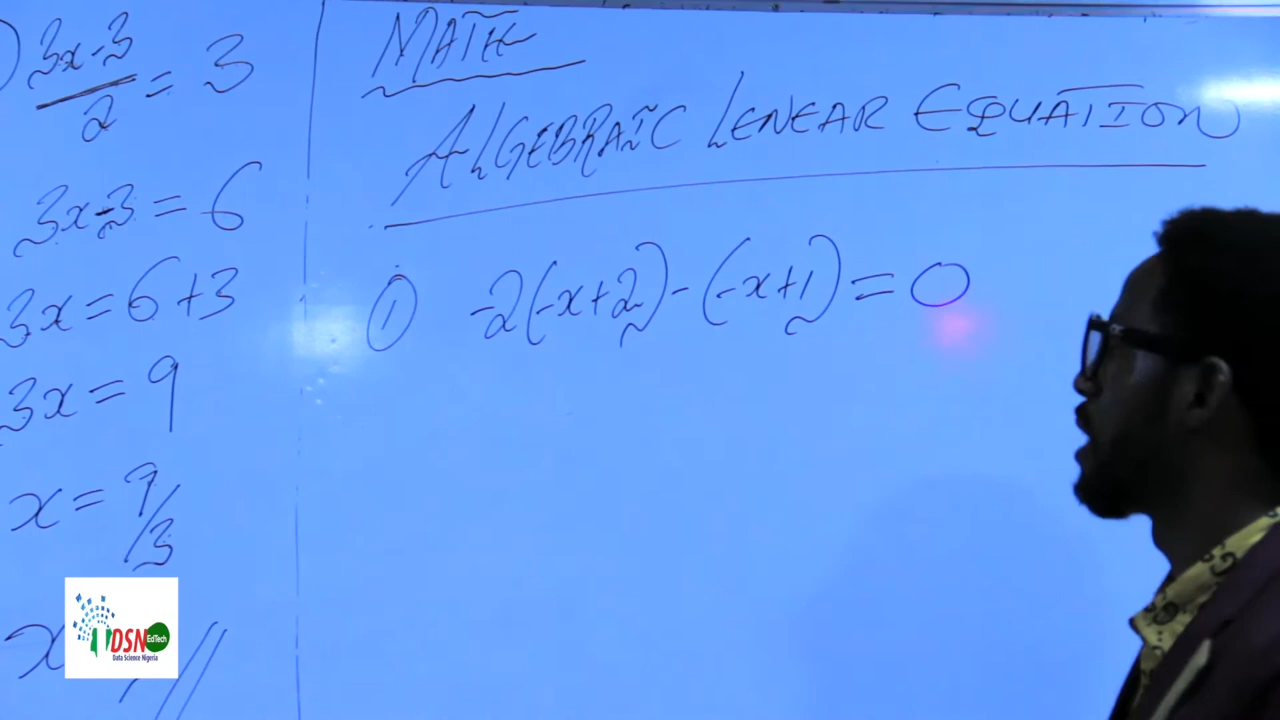 3x-3
/2 = 3
3x-3 = 6
3x = 6+3
3x = 9
x = 9/3
x
MATH
ALGEBRAIC LENEAR EQUATION
① -2(-x+2)-(-x+1) = 0
DSN EdTech
Data Science Nigeria